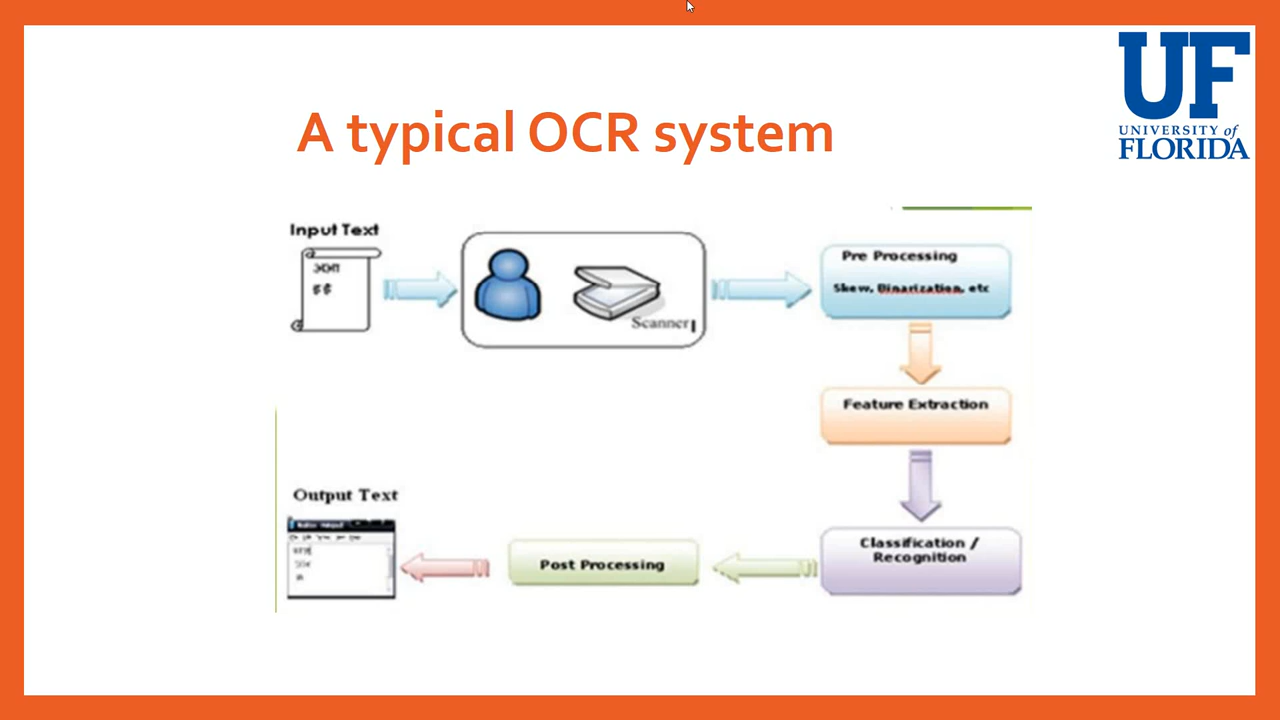 UF
UNIVERSITY of
FLORIDA
A typical OCR system
Input Text
Scanner
Pre Processing
Skew, Binarization, etc
Feature Extraction
Classification /
Recognition
Post Processing
Output Text